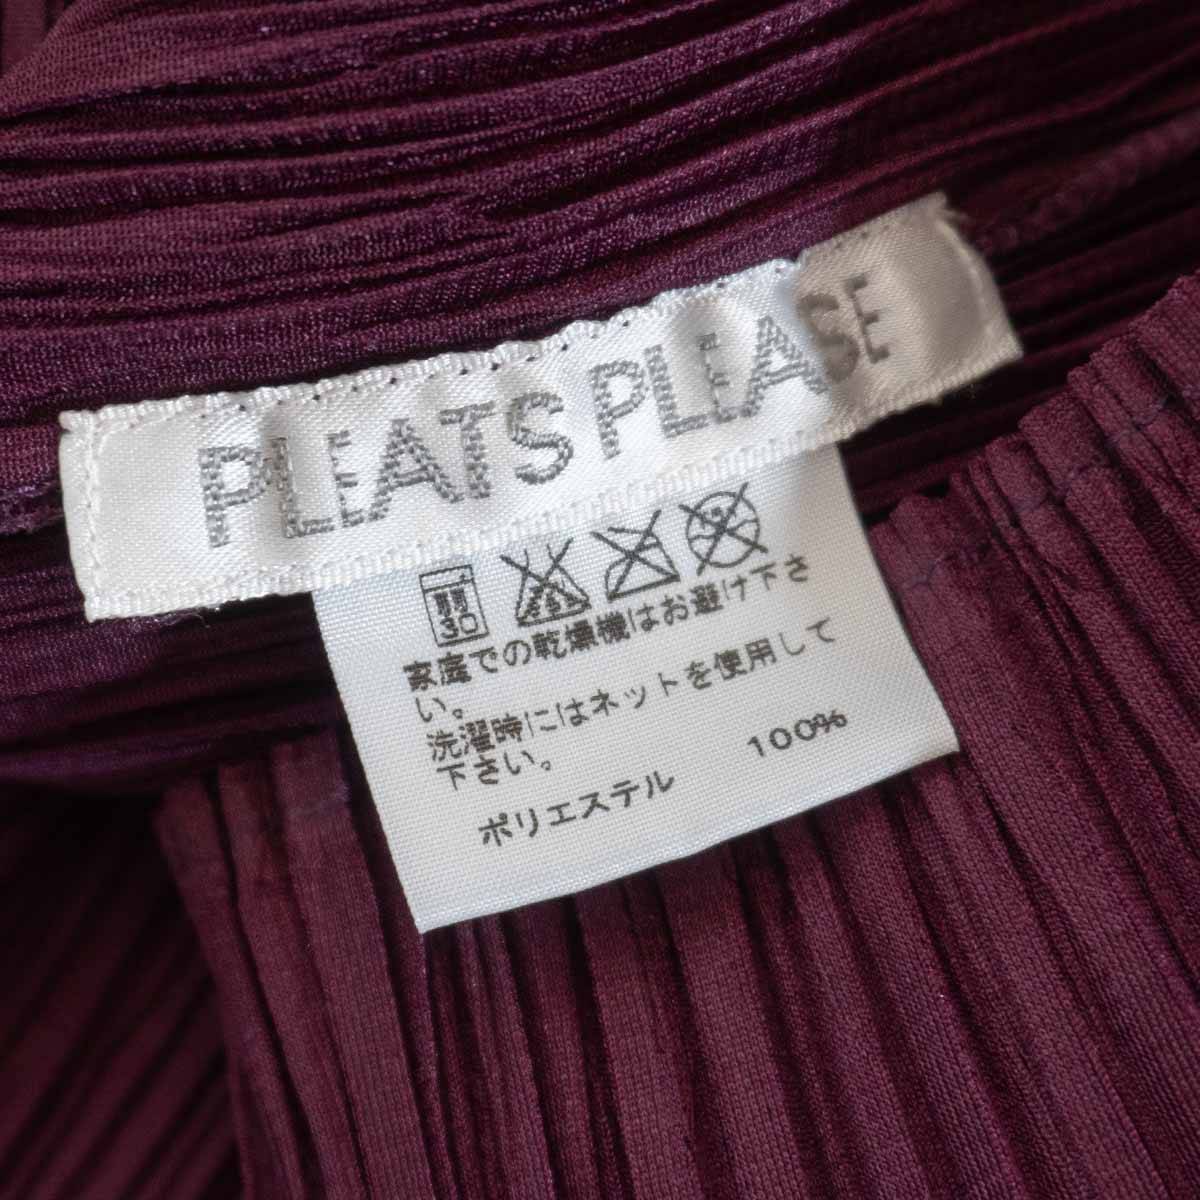 PLEATS PLEASE
30
家庭での乾燥機はお避け下さ
い。
洗濯時にはネットを使用して
下さい。
ポリエステル 100%